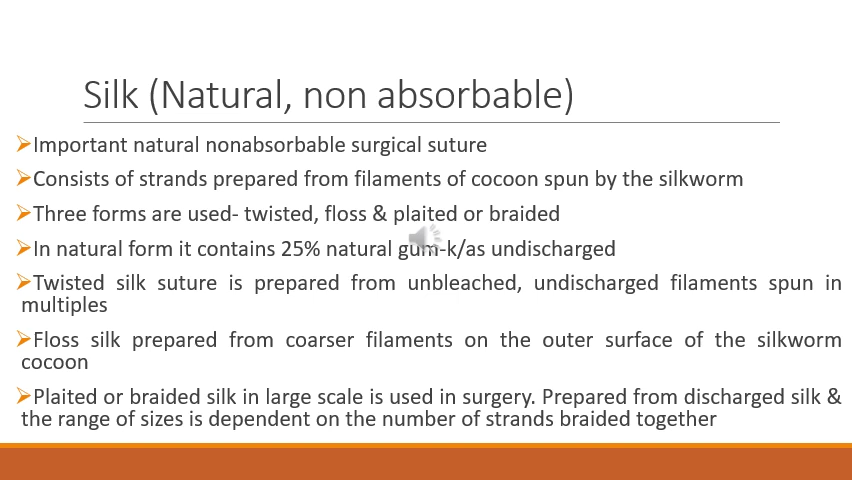 Silk (Natural, non absorbable)
Important natural nonabsorbable surgical suture
Consists of strands prepared from filaments of cocoon spun by the silkworm
Three forms are used- twisted, floss & plaited or braided
In natural form it contains 25% natural gum-k/as undischarged
Twisted silk suture is prepared from unbleached, undischarged filaments spun in
multiples
Floss silk prepared from coarser filaments on the outer surface of the silkworm
cocoon
Plaited or braided silk in large scale is used in surgery. Prepared from discharged silk &
the range of sizes is dependent on the number of strands braided together